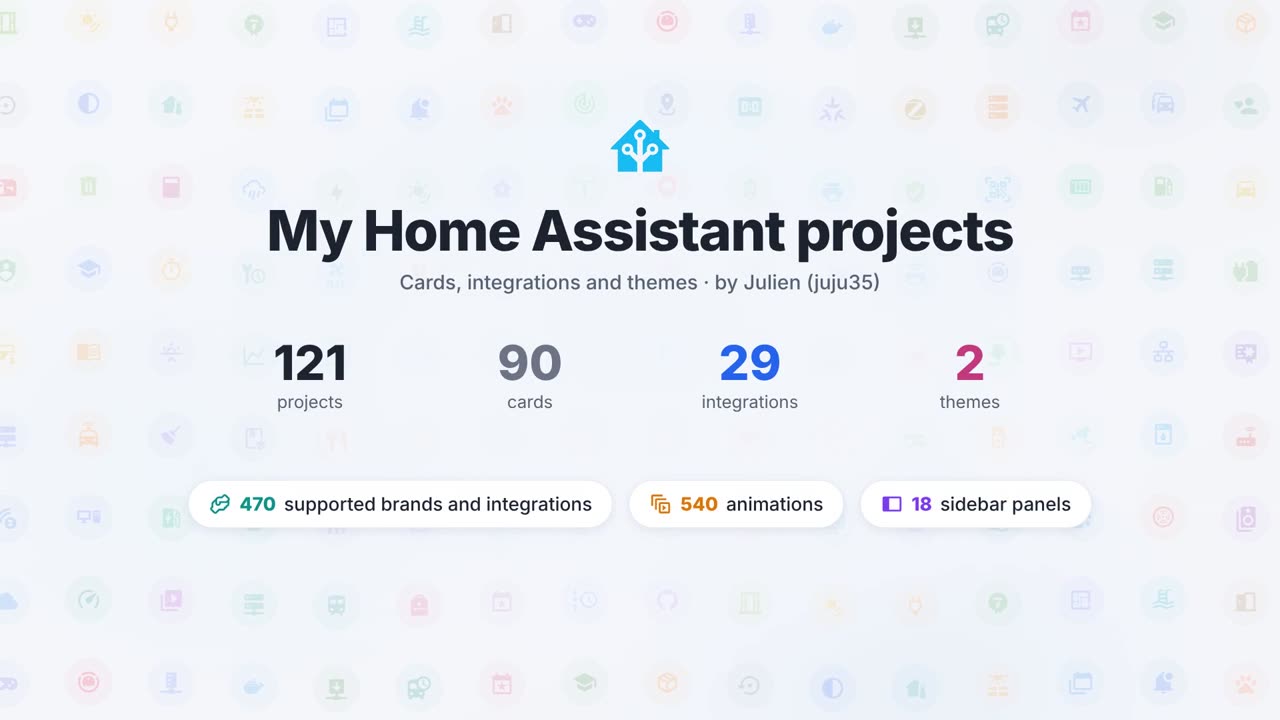 My Home Assistant projects
Cards, integrations and themes · by Julien (juju35)
121 90 29 2
projects cards integrations themes
470 supported brands and integrations 540 animations 18 sidebar panels